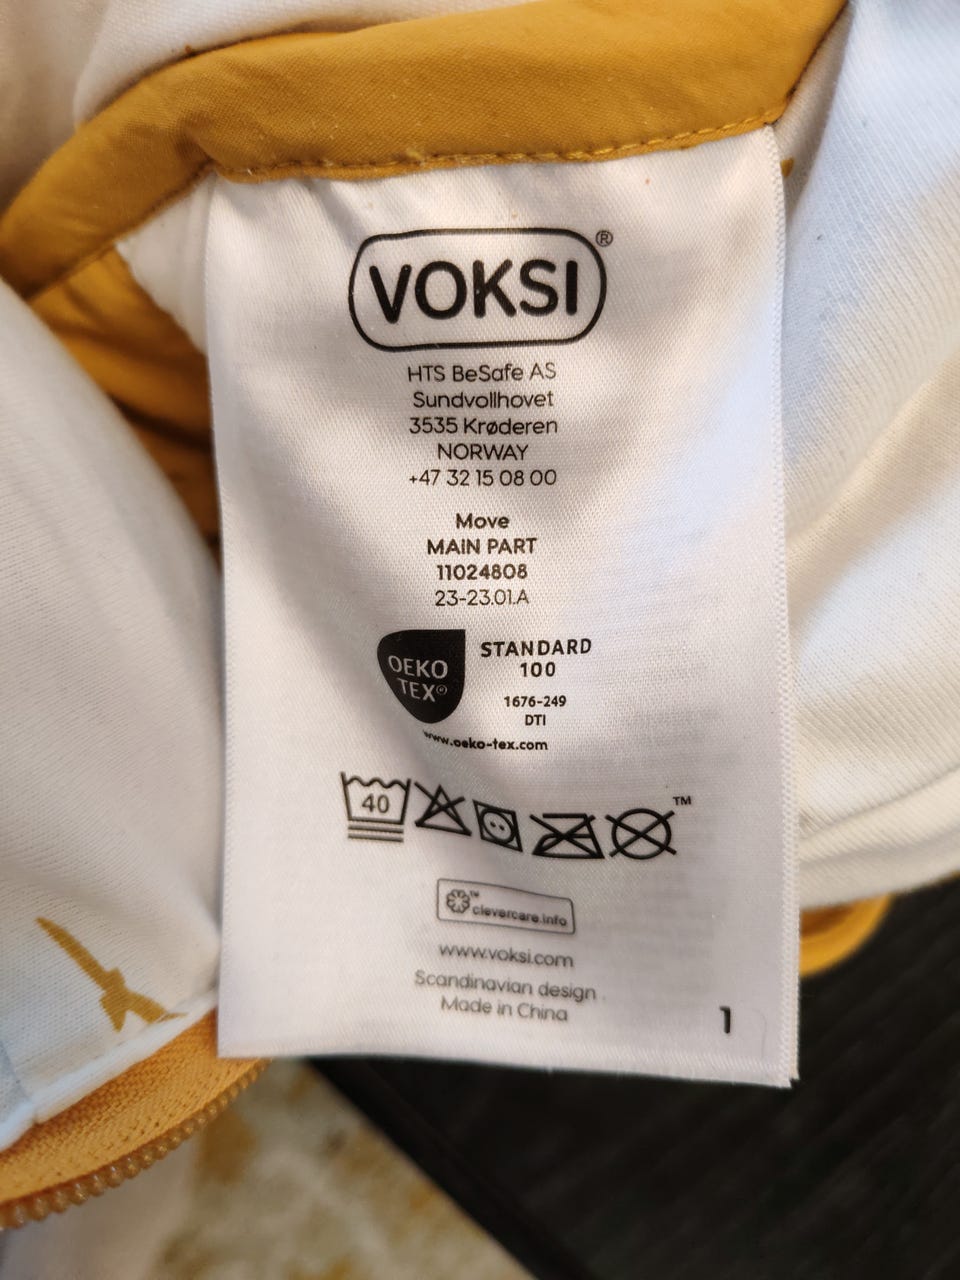 VOKSI®
HTS BeSafe AS
Sundvollhovet
3535 Krøderen
NORWAY
+47 32 15 08 00
Move
MAIN PART
11024808
23-23.01.A
OEKO
TEX®
STANDARD
100
1676-249
DTI
www.oeko-tex.com
40
™
™
clevercare.info
www.voksi.com
Scandinavian design
Made in China
1